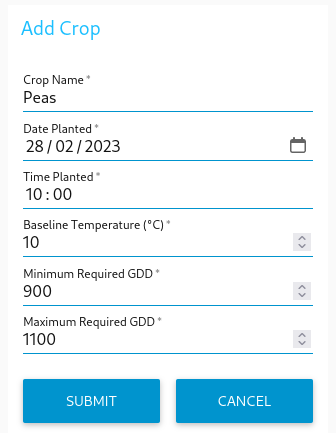 Add Crop
Crop Name *
Peas
Date Planted *
28 / 02 / 2023
Time Planted *
10 : 00
Baseline Temperature (°C) *
10
Minimum Required GDD *
900
Maximum Required GDD *
1100
SUBMIT CANCEL